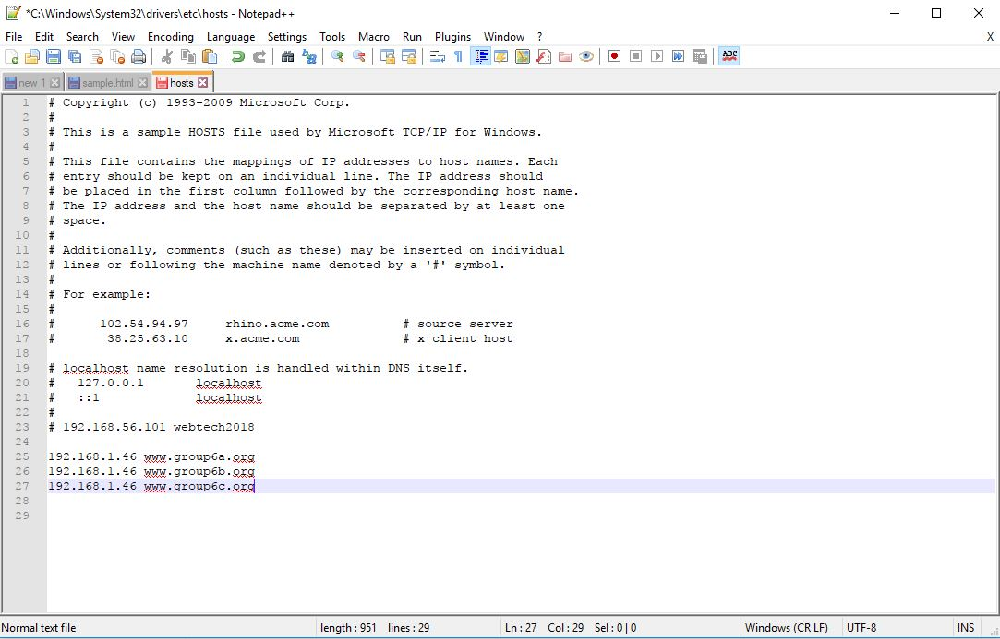 *C:\Windows\System32\drivers\etc\hosts - Notepad++
File Edit Search View Encoding Language Settings Tools Macro Run Plugins Window ? X
ABC
new 1 sample.html hosts
1 # Copyright (c) 1993-2009 Microsoft Corp.
2 #
3 # This is a sample HOSTS file used by Microsoft TCP/IP for Windows.
4 #
5 # This file contains the mappings of IP addresses to host names. Each
6 # entry should be kept on an individual line. The IP address should
7 # be placed in the first column followed by the corresponding host name.
8 # The IP address and the host name should be separated by at least one
9 # space.
10 #
11 # Additionally, comments (such as these) may be inserted on individual
12 # lines or following the machine name denoted by a '#' symbol.
13 #
14 # For example:
15 #
16 # 102.54.94.97 rhino.acme.com # source server
17 # 38.25.63.10 x.acme.com # x client host
18
19 # localhost name resolution is handled within DNS itself.
20 # 127.0.0.1 localhost
21 # ::1 localhost
22 #
23 # 192.168.56.101 webtech2018
24
25 192.168.1.46 www.group6a.org
26 192.168.1.46 www.group6b.org
27 192.168.1.46 www.group6c.org
28
29
Normal text file length : 951 lines : 29 Ln : 27 Col : 29 Sel : 0 | 0 Windows (CR LF) UTF-8 INS